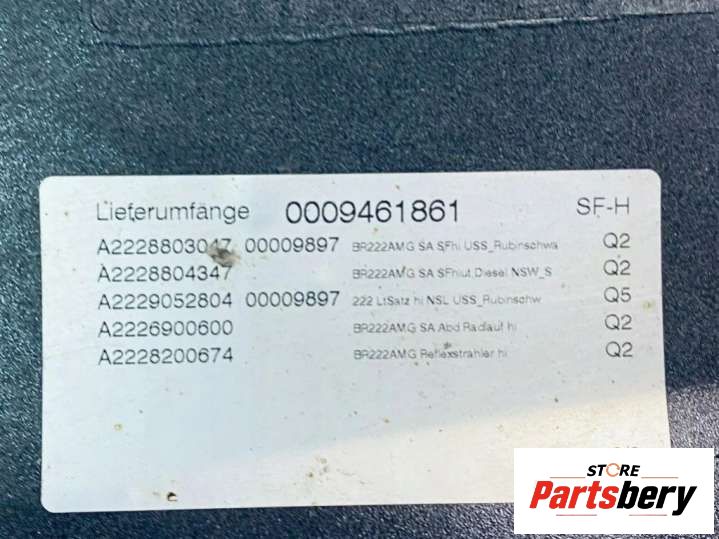 Lieferumfänge 0009461861 SF-H
A2228803047 00009897 BR222AMG SA SFhi USS_Rubinschwa Q2
A2228804347 BR222AMG SA SFhiut Diesel NSW_S Q2
A2229052804 00009897 222 LtSatz hi NSL USS_Rubinschw Q5
A2226900600 BR222AMG SA Abd Radlauf hi Q2
A2228200674 BR222AMG Reflexstrahler hi Q2
STORE
Partsbery